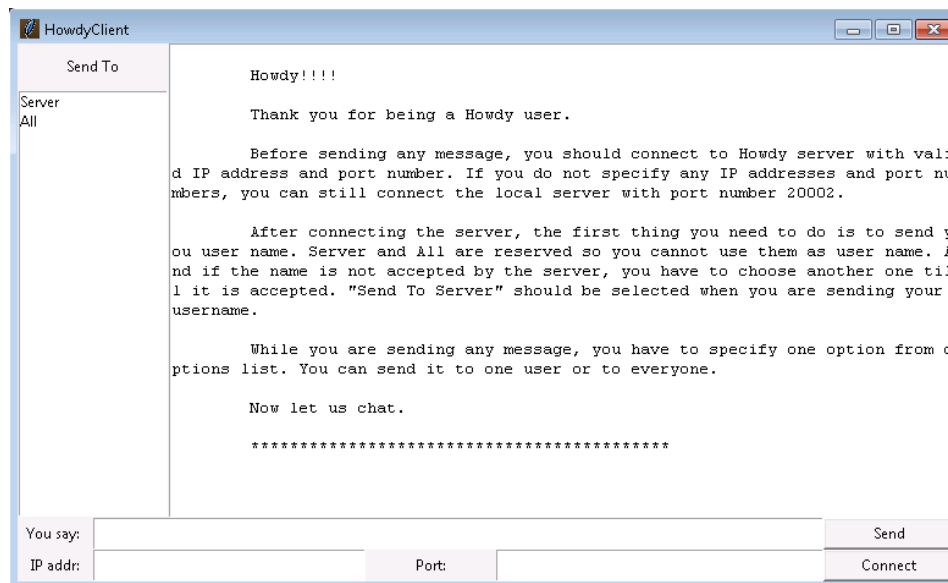 HowdyClient
Send To
Server
All
Howdy!!!!
Thank you for being a Howdy user.
Before sending any message, you should connect to Howdy server with vali
d IP address and port number. If you do not specify any IP addresses and port nu
mbers, you can still connect the local server with port number 20002.
After connecting the server, the first thing you need to do is to send y
ou user name. Server and All are reserved so you cannot use them as user name. A
nd if the name is not accepted by the server, you have to choose another one til
l it is accepted. "Send To Server" should be selected when you are sending your
username.
While you are sending any message, you have to specify one option from o
ptions list. You can send it to one user or to everyone.
Now let us chat.
*******************************************
You say:
Send
IP addr:
Port:
Connect